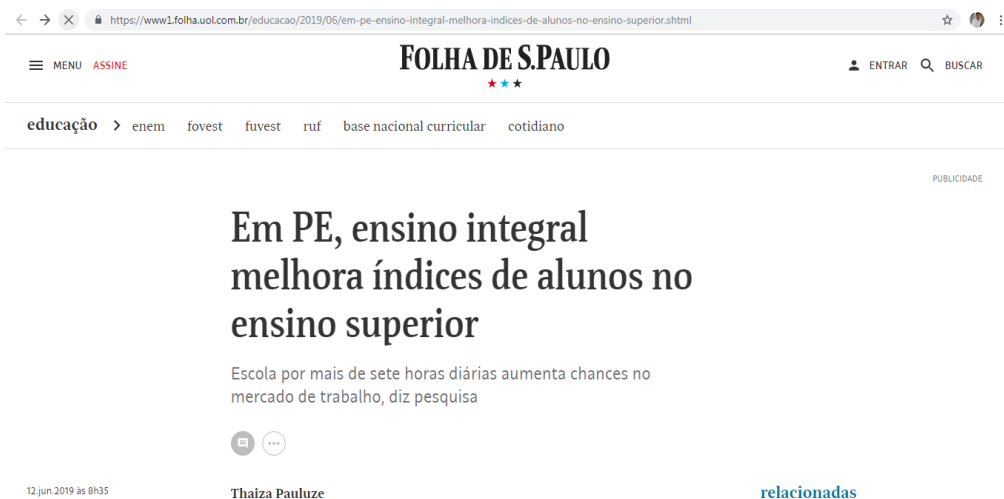 https://www1.folha.uol.com.br/educacao/2019/06/em-pe-ensino-integral-melhora-indices-de-alunos-no-ensino-superior.shtml
MENU ASSINE
FOLHA DE S.PAULO
ENTRAR BUSCAR
educação > enem fovest fuvest ruf base nacional curricular cotidiano
PUBLICIDADE
Em PE, ensino integral
melhora índices de alunos no
ensino superior
Escola por mais de sete horas diárias aumenta chances no
mercado de trabalho, diz pesquisa
12.jun.2019 às 8h35
Thaiza Pauluze
relacionadas